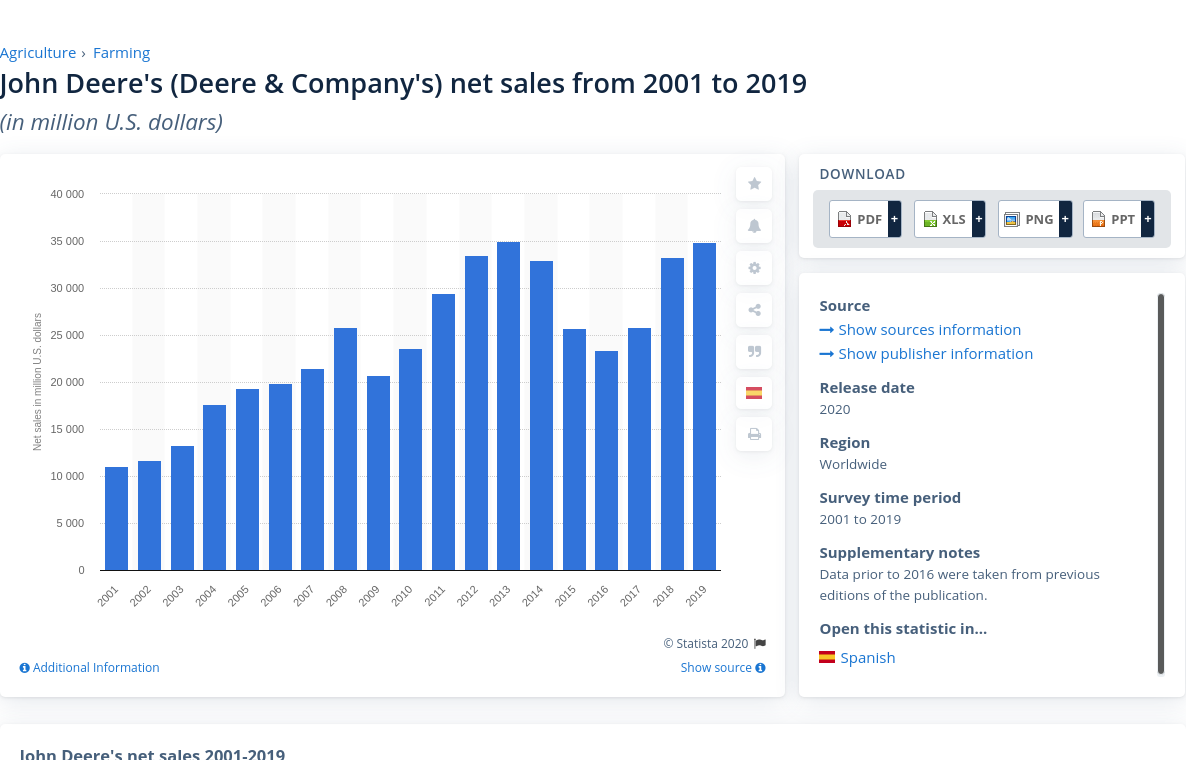 Agriculture › Farming
John Deere's (Deere & Company's) net sales from 2001 to 2019
(in million U.S. dollars)
40 000
35 000
30 000
25 000
20 000
15 000
10 000
5 000
0
Net sales in million U.S. dollars
2001
2002
2003
2004
2005
2006
2007
2008
2009
2010
2011
2012
2013
2014
2015
2016
2017
2018
2019
© Statista 2020
Additional Information
Show source
DOWNLOAD
PDF +
XLS +
PNG +
PPT +
Source
Show sources information
Show publisher information
Release date
2020
Region
Worldwide
Survey time period
2001 to 2019
Supplementary notes
Data prior to 2016 were taken from previous
editions of the publication.
Open this statistic in...
Spanish
John Deere's net sales 2001-2019